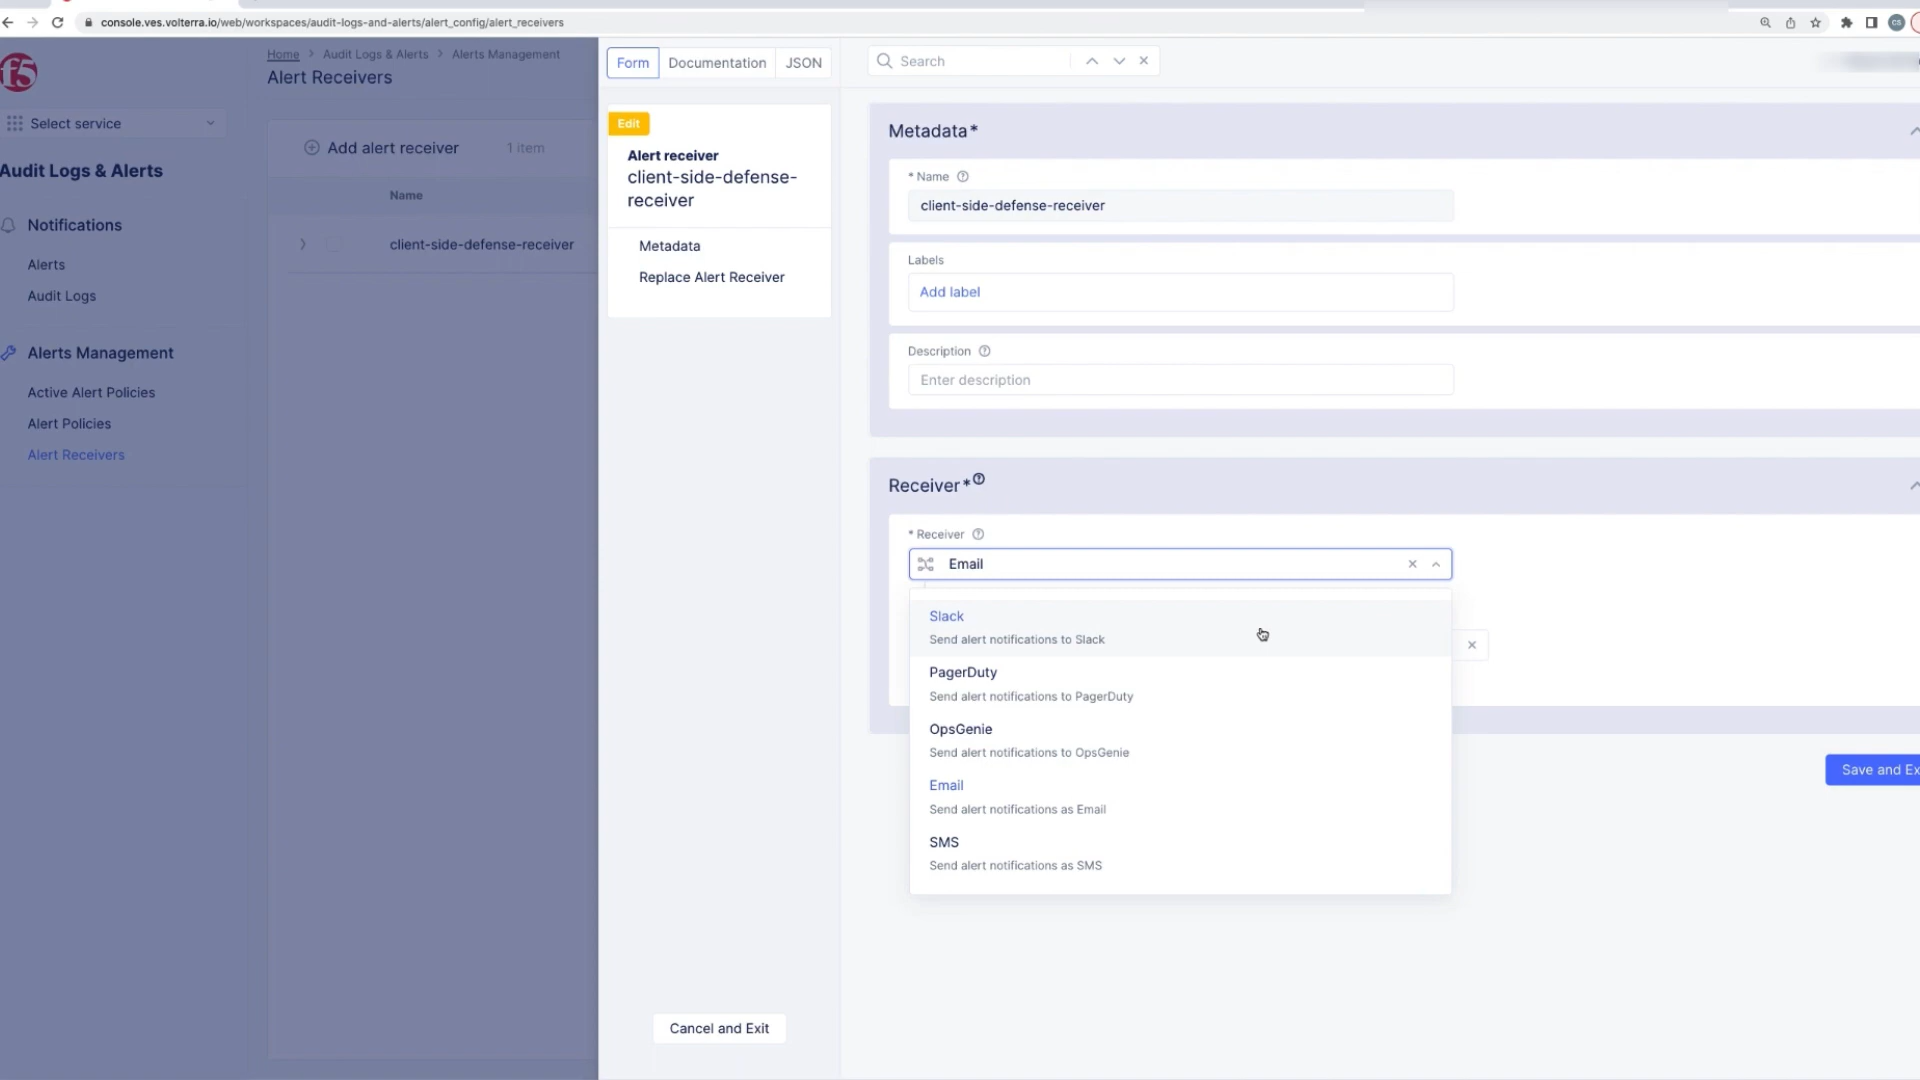 console.ves.volterra.io/web/workspaces/audit-logs-and-alerts/alert_config/alert_receivers
CS
f5
Home > Audit Logs & Alerts > Alerts Management
Alert Receivers
Select service
Audit Logs & Alerts
Notifications
Alerts
Audit Logs
Alerts Management
Active Alert Policies
Alert Policies
Alert Receivers
Add alert receiver 1 item
Name
client-side-defense-receiver
Form Documentation JSON
Edit
Alert receiver
client-side-defense-
receiver
Metadata
Replace Alert Receiver
Cancel and Exit
Search
Metadata*
* Name
client-side-defense-receiver
Labels
Add label
Description
Enter description
Receiver*
* Receiver
Email
Slack
Send alert notifications to Slack
PagerDuty
Send alert notifications to PagerDuty
OpsGenie
Send alert notifications to OpsGenie
Email
Send alert notifications as Email
SMS
Send alert notifications as SMS
Save and Ex